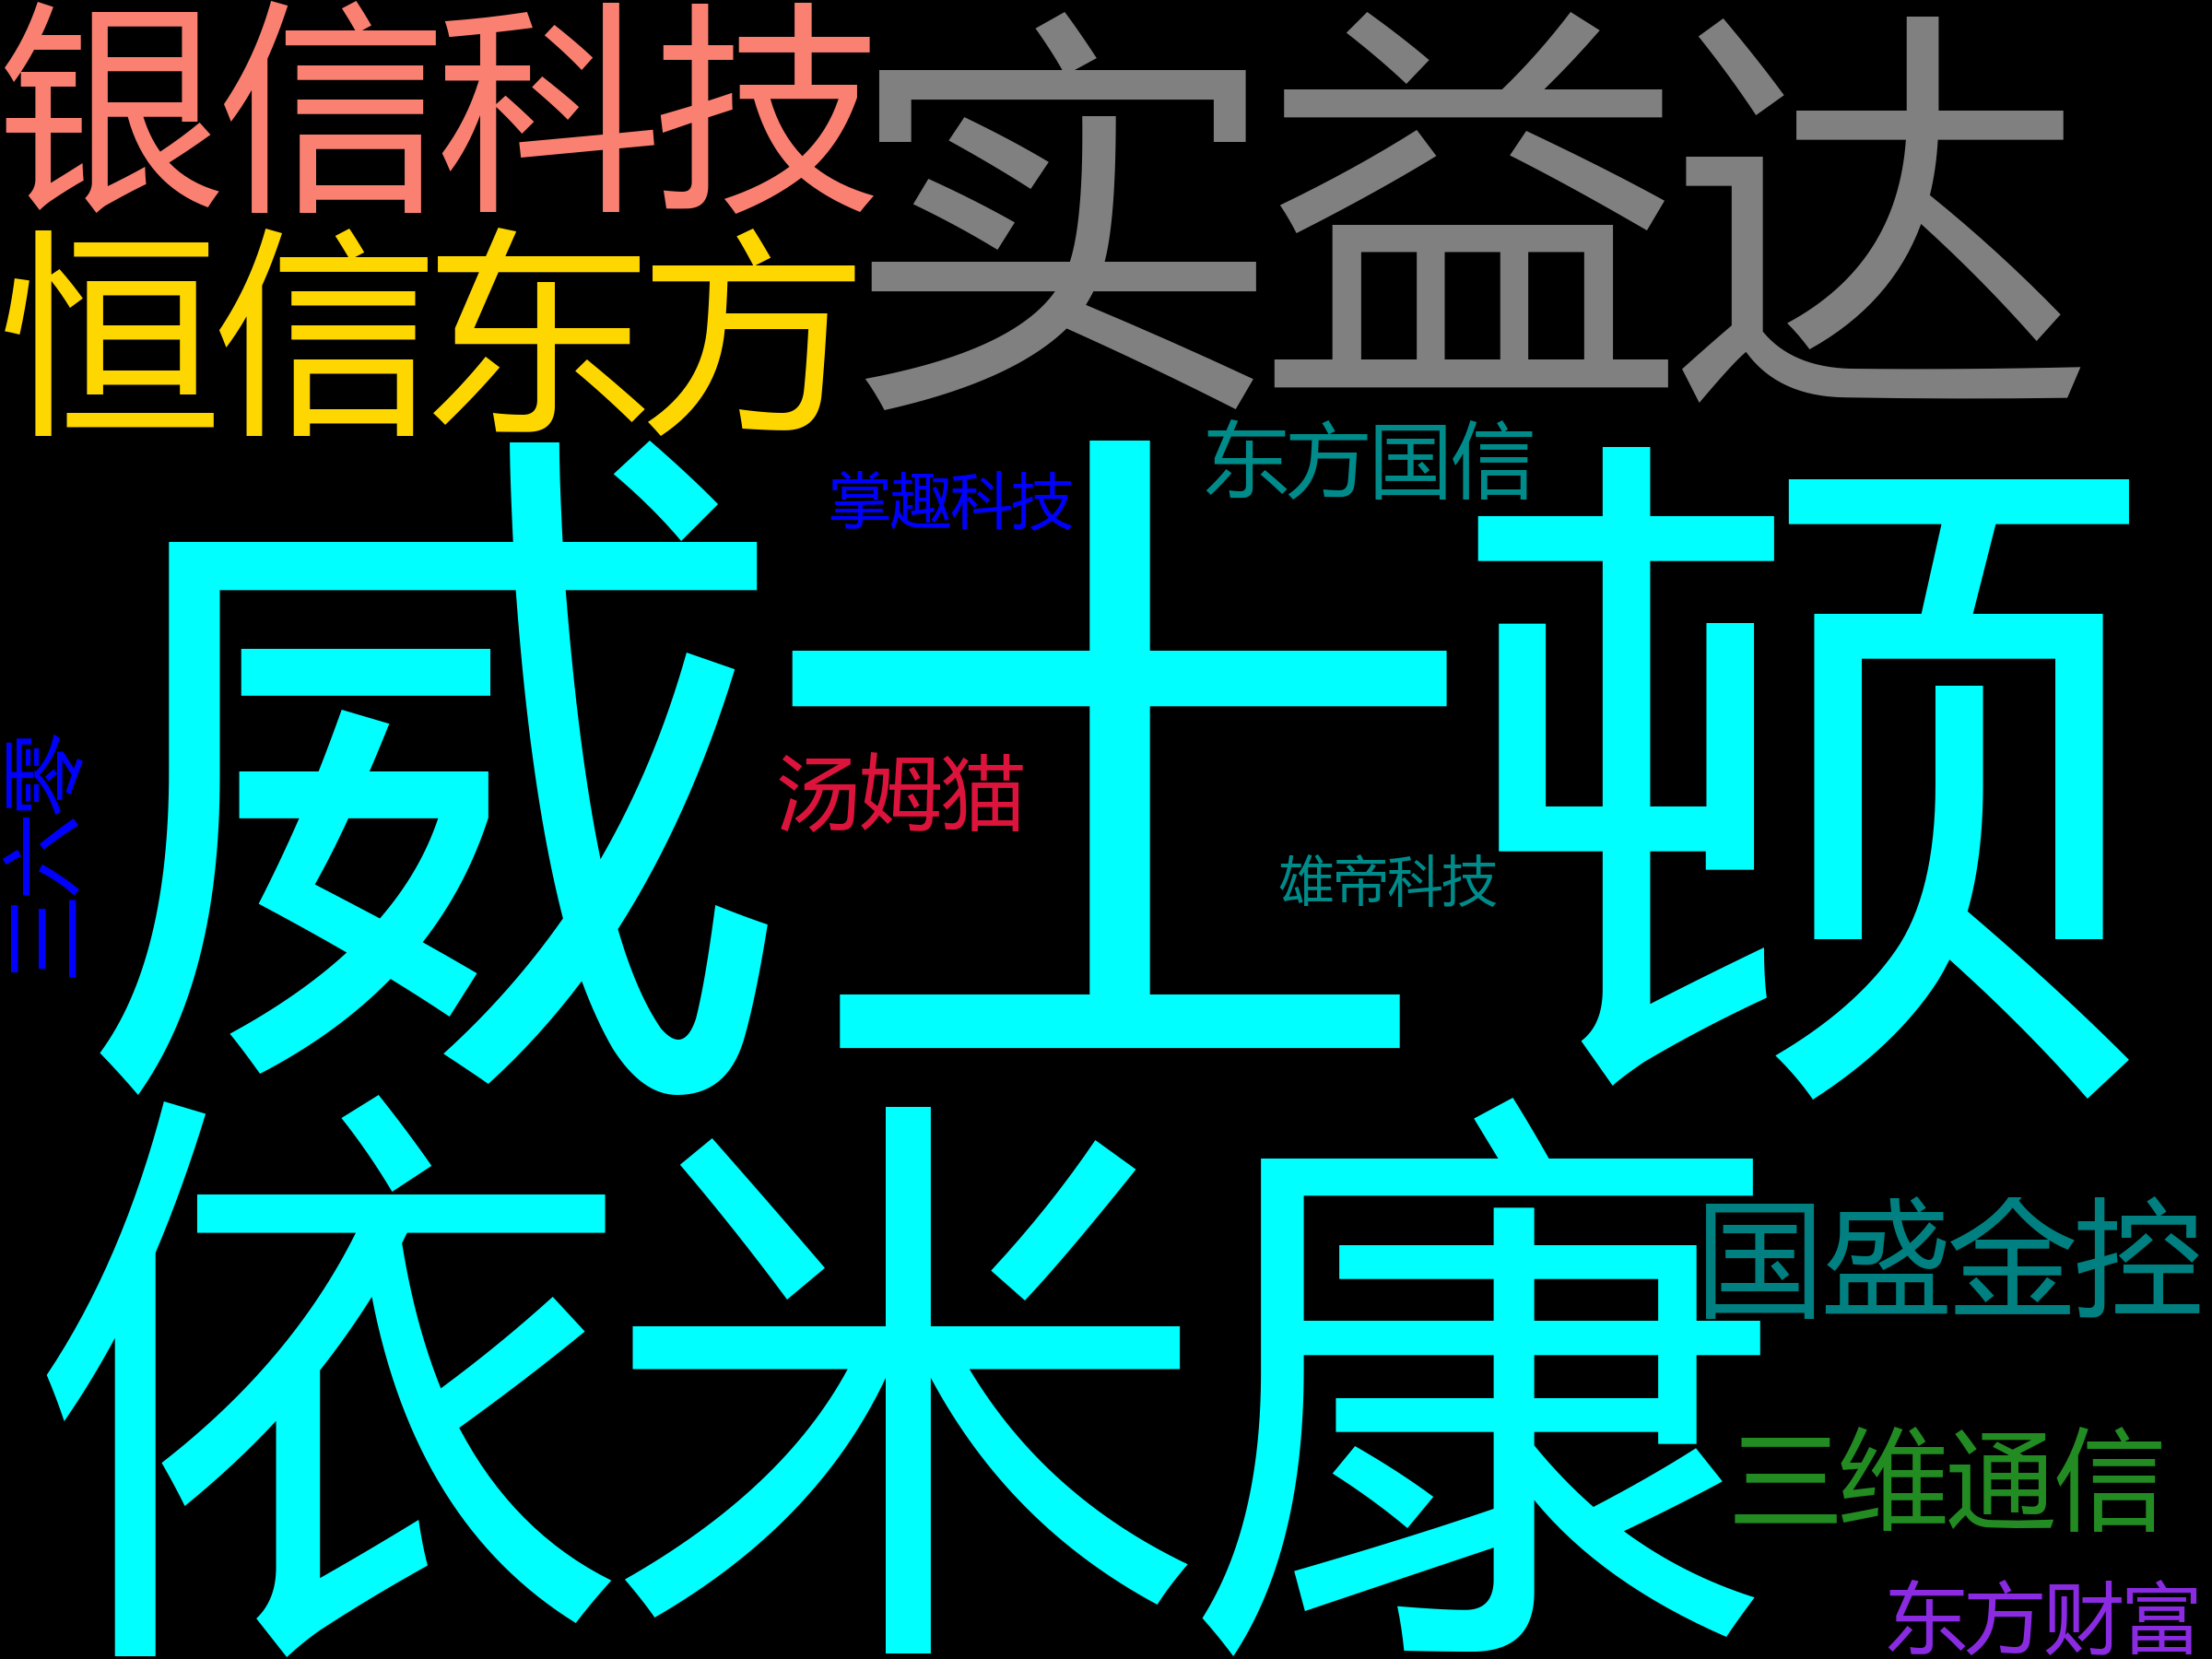 银信科技
实益达
恒信东方
东方国信
掌趣科技
威士顿
三六零
汤姆猫
维帝科技
依米康
国盛金控
三维通信
东方财富